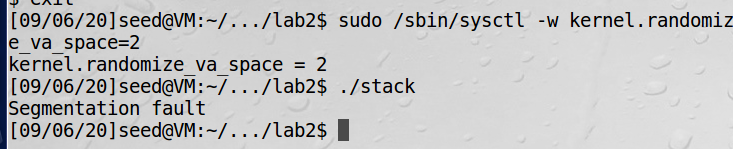 $ exit
[09/06/20]seed@VM:~/.../lab2$ sudo /sbin/sysctl -w kernel.randomiz
e_va_space=2
kernel.randomize_va_space = 2
[09/06/20]seed@VM:~/.../lab2$ ./stack
Segmentation fault
[09/06/20]seed@VM:~/.../lab2$